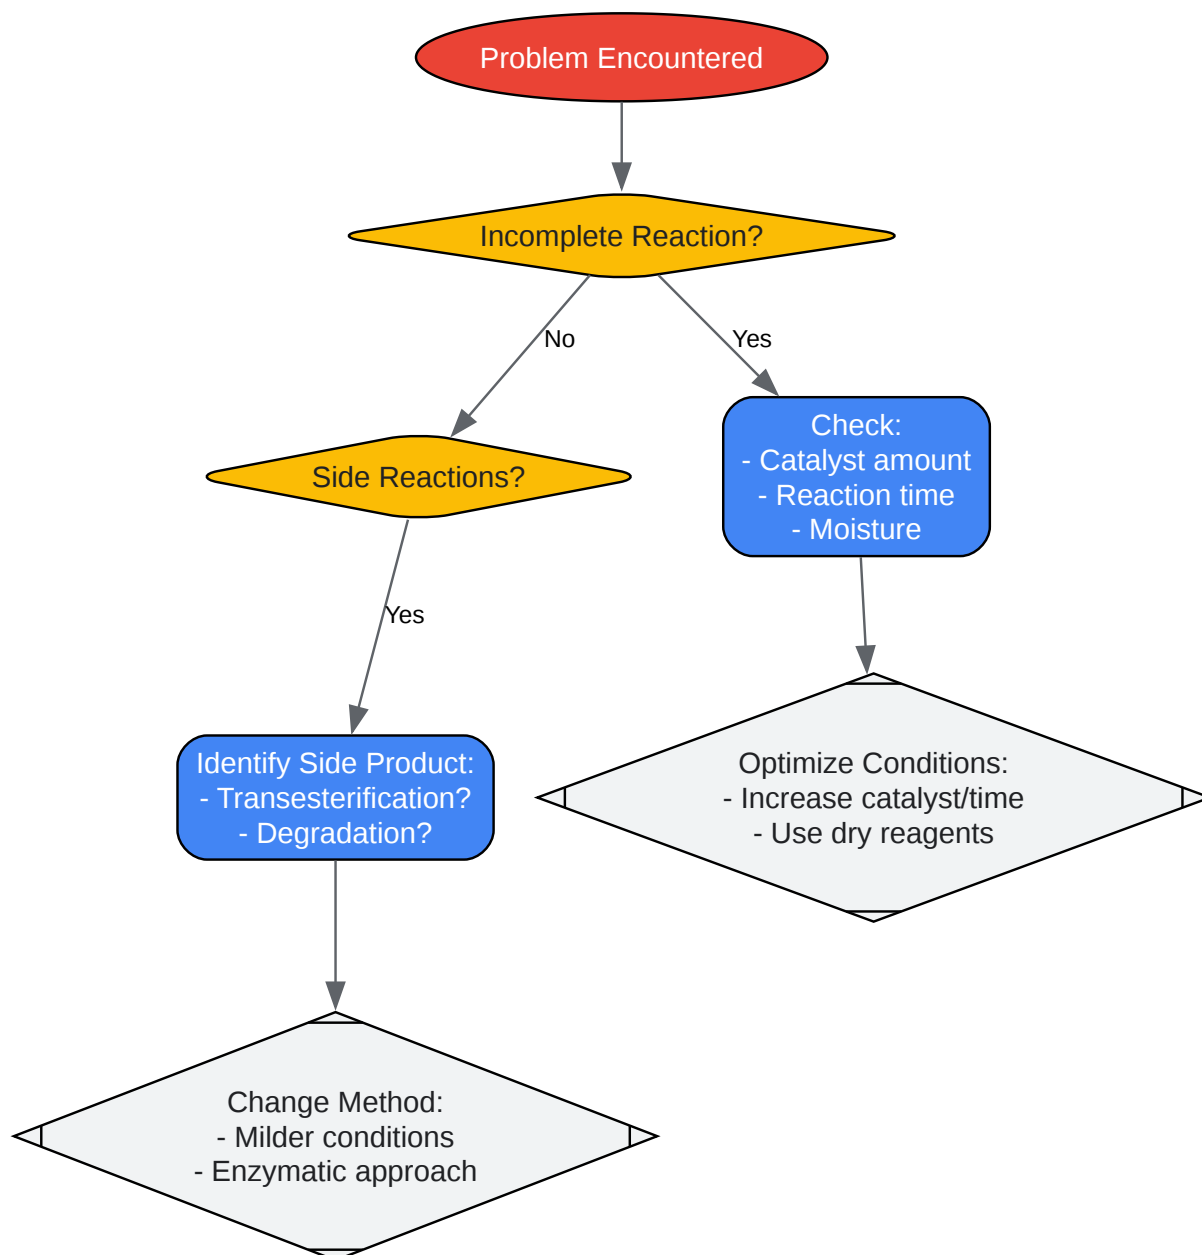 Problem Encountered
Incomplete Reaction?
No
Yes
Check:
- Catalyst amount
- Reaction time
- Moisture
Side Reactions?
Yes
Identify Side Product:
- Transesterification?
- Degradation?
Optimize Conditions:
- Increase catalyst/time
- Use dry reagents
Change Method:
- Milder conditions
- Enzymatic approach